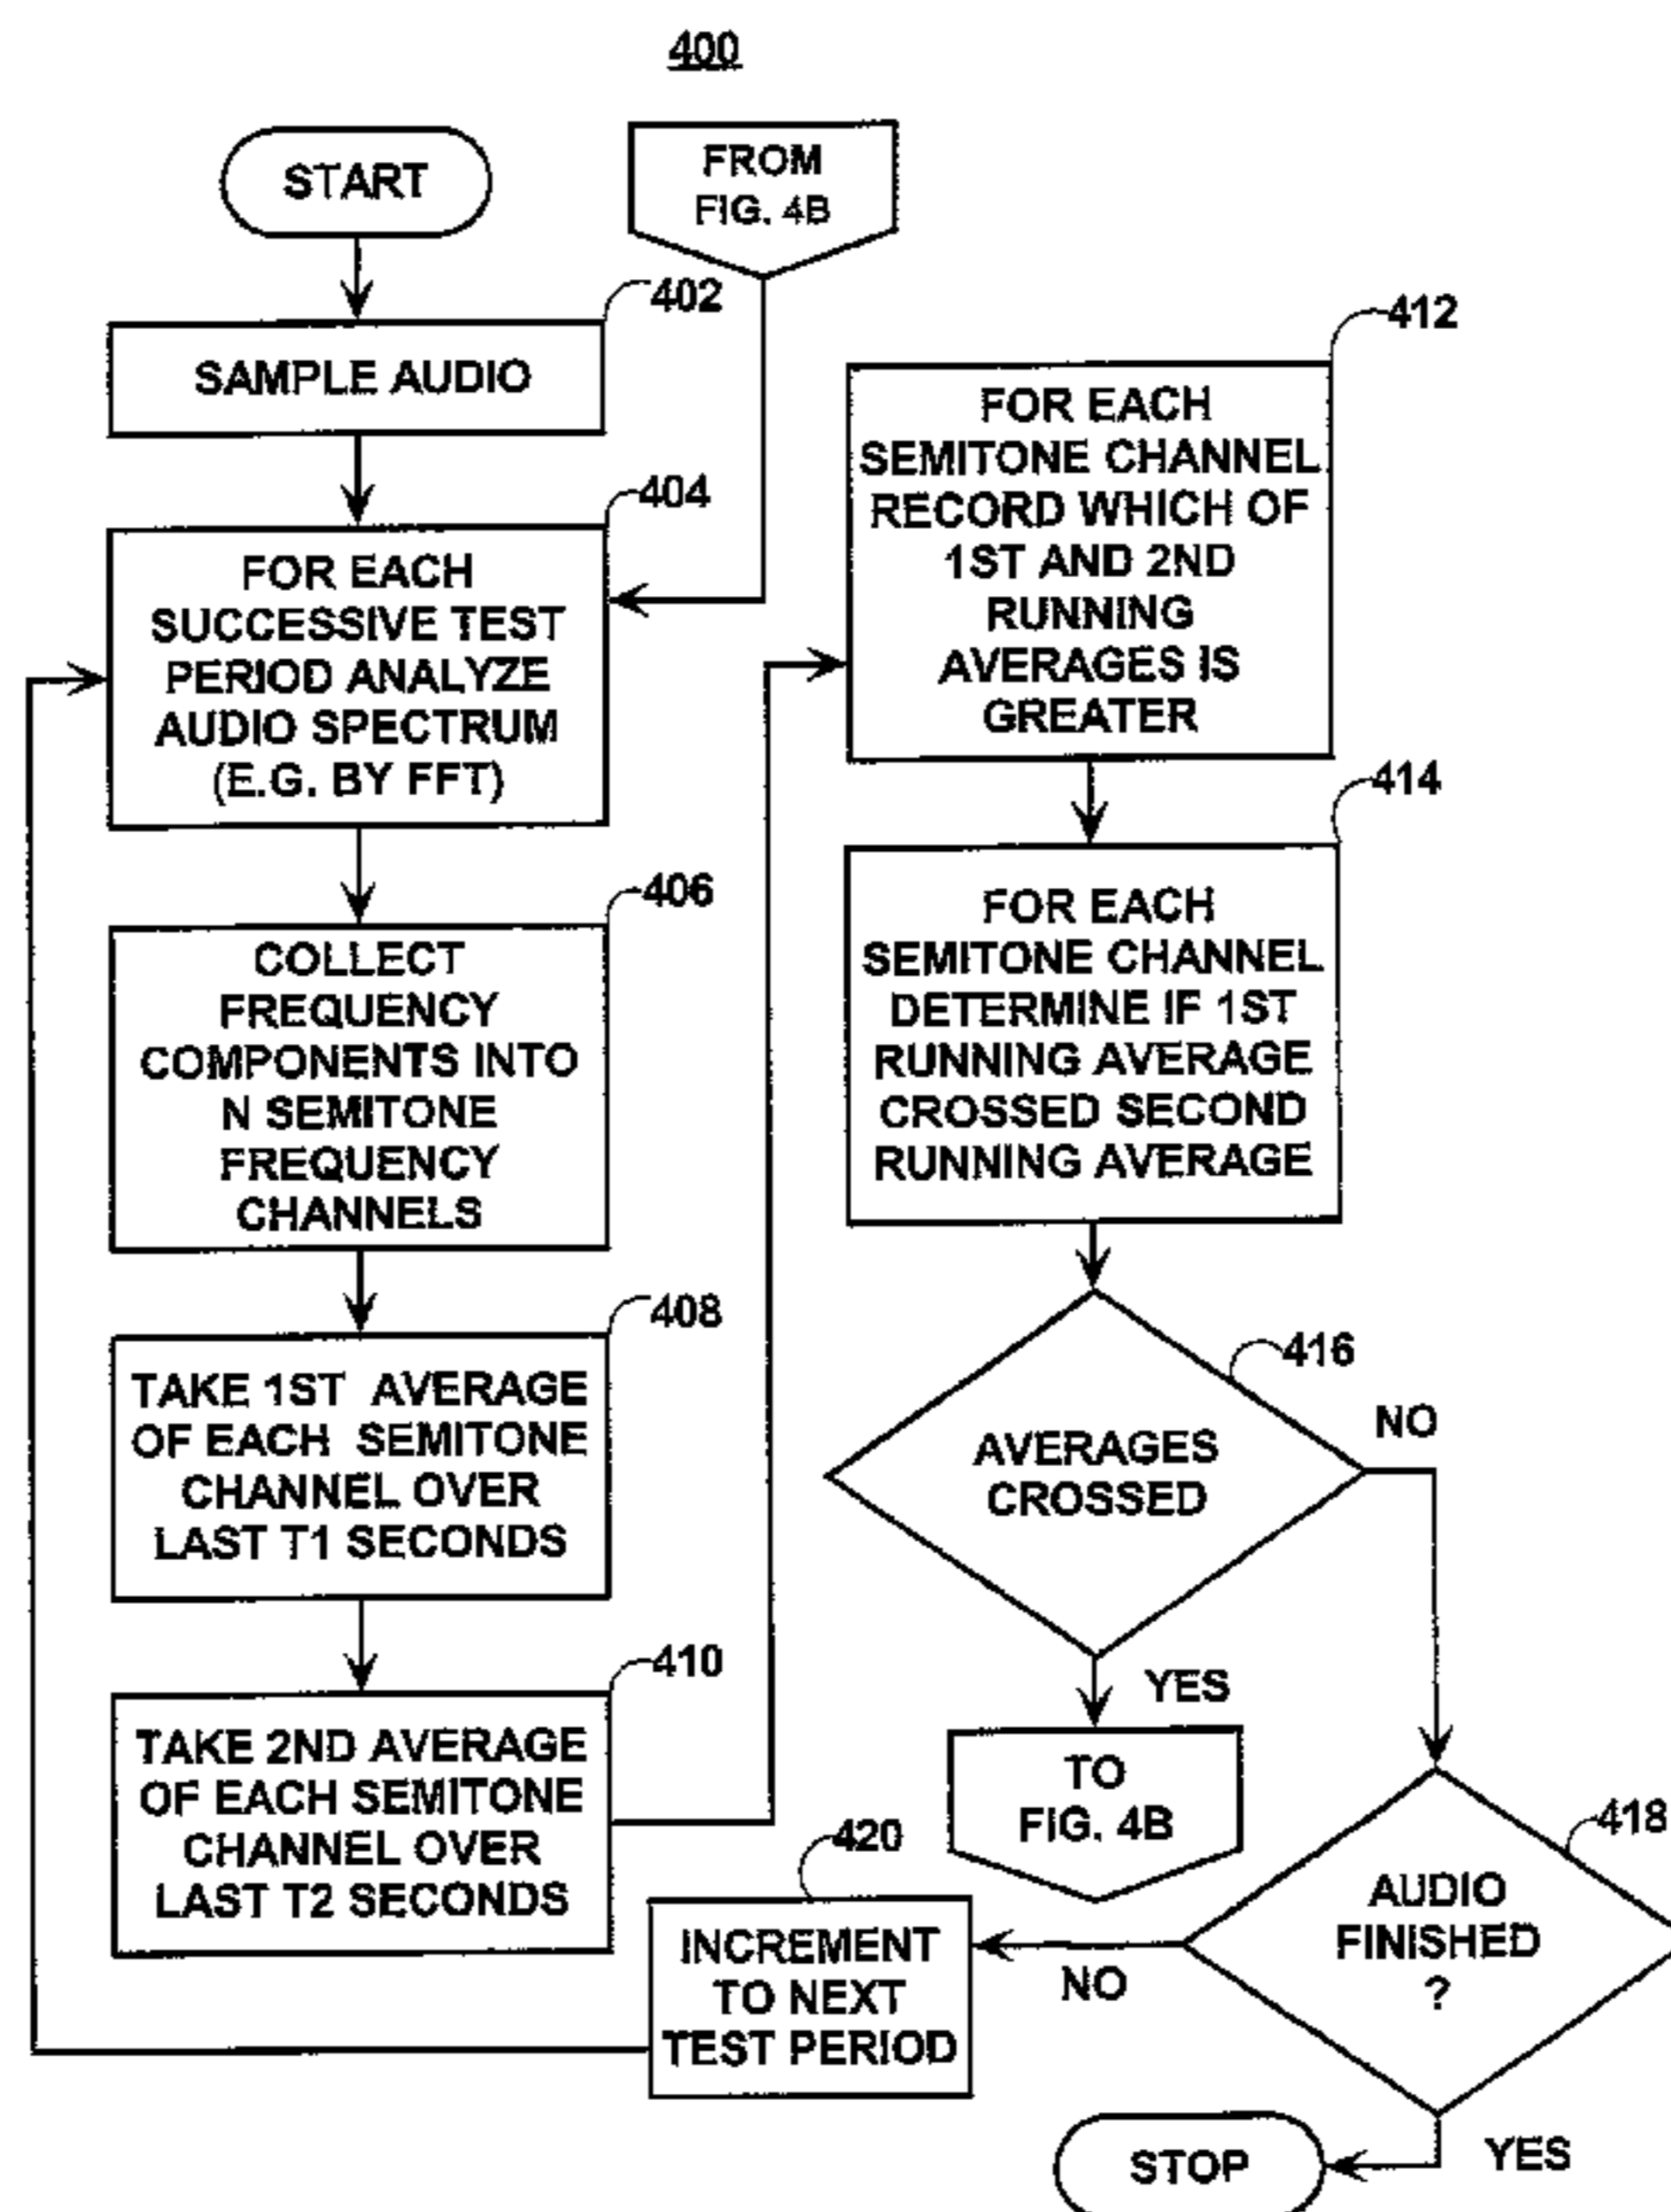 400
START
FROM
FIG. 4B
402
SAMPLE AUDIO
404
FOR EACH
SUCCESSIVE TEST
PERIOD ANALYZE
AUDIO SPECTRUM
(E.G. BY FFT)
406
COLLECT
FREQUENCY
COMPONENTS INTO
N SEMITONE
FREQUENCY
CHANNELS
408
TAKE 1ST AVERAGE
OF EACH SEMITONE
CHANNEL OVER
LAST T1 SECONDS
410
TAKE 2ND AVERAGE
OF EACH SEMITONE
CHANNEL OVER
LAST T2 SECONDS
412
FOR EACH
SEMITONE CHANNEL
RECORD WHICH OF
1ST AND 2ND
RUNNING
AVERAGES IS
GREATER
414
FOR EACH
SEMITONE CHANNEL
DETERMINE IF 1ST
RUNNING AVERAGE
CROSSED SECOND
RUNNING AVERAGE
416
AVERAGES
CROSSED
NO
YES
TO
FIG. 4B
418
AUDIO
FINISHED
?
NO
420
INCREMENT
TO NEXT
TEST PERIOD
YES
STOP